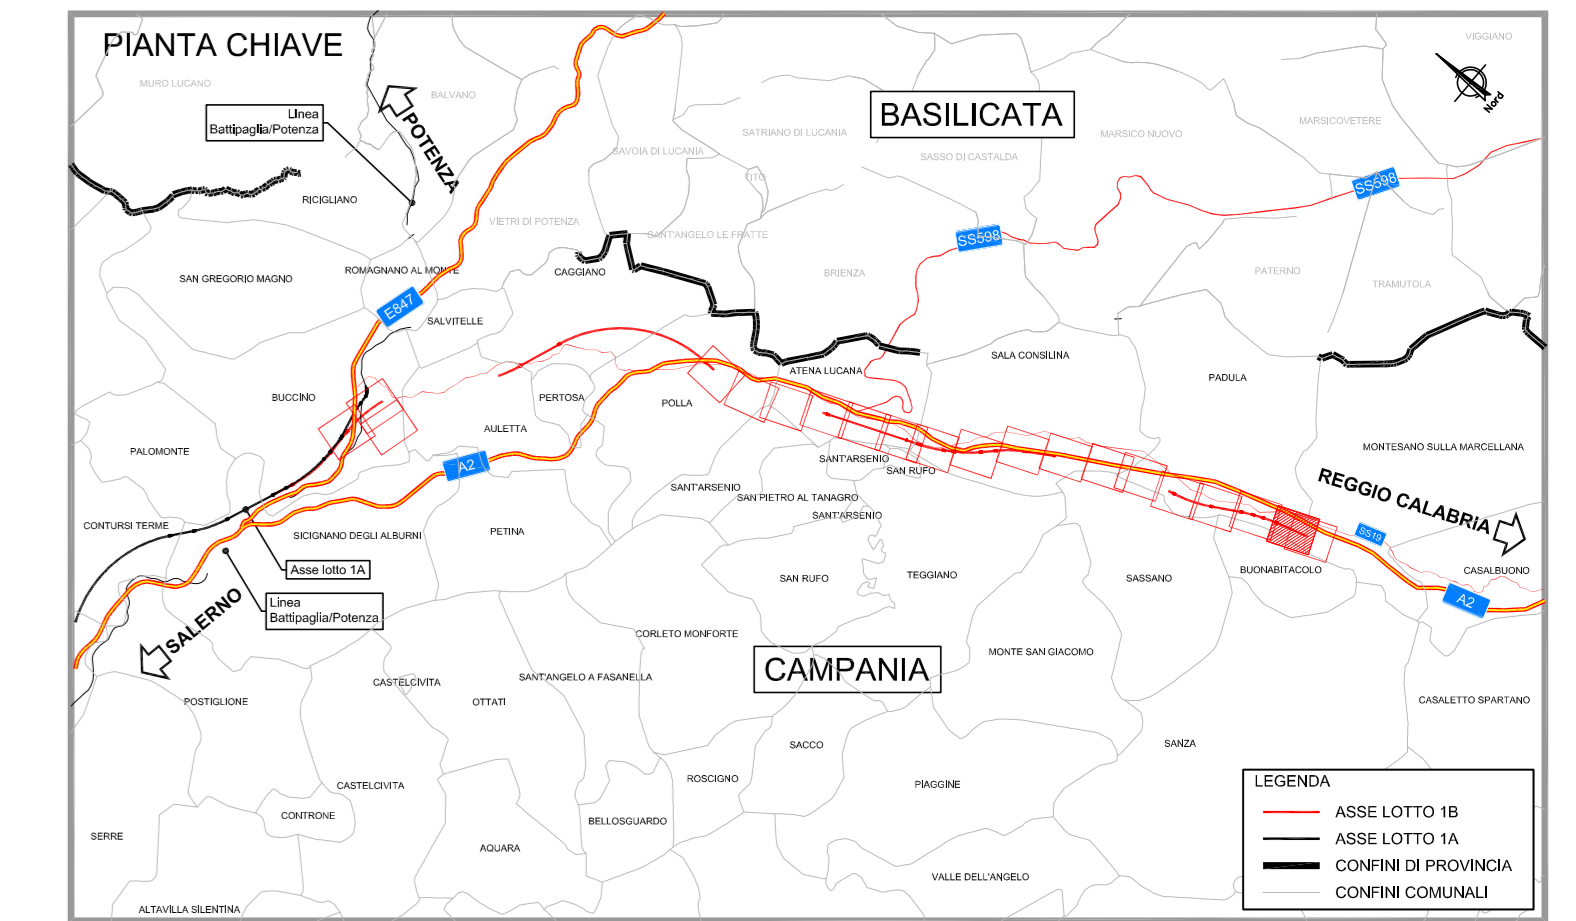 PIANTA CHIAVE
VIGGIANO
MURO LUCANO
BALVANO
Nord
Linea
Battipaglia/Potenza
POTENZA
BASILICATA
SATRIANO DI LUCANIA
MARSICO NUOVO
MARSICOVETERE
SAVOIA DI LUCANIA
SASSO DI CASTALDA
TITO
SS598
RICIGLIANO
VIETRI DI POTENZA
SANT'ANGELO LE FRATTE
SS598
SAN GREGORIO MAGNO
ROMAGNANO AL MONTE
CAGGIANO
BRIENZA
PATERNO
TRAMUTOLA
E847
SALVITELLE
SALA CONSILINA
ATENA LUCANA
PADULA
BUCCINO
PERTOSA
POLLA
AULETTA
PALOMONTE
MONTESANO SULLA MARCELLANA
A2
SANT'ARSENIO
SAN RUFO
SANT'ARSENIO
SAN PIETRO AL TANAGRO
SANT'ARSENIO
REGGIO CALABRIA
CONTURSI TERME
SICIGNANO DEGLI ALBURNI
PETINA
SS19
Asse lotto 1A
SAN RUFO
TEGGIANO
SASSANO
BUONABITACOLO
CASALBUONO
A2
Linea
Battipaglia/Potenza
SALERNO
CORLETO MONFORTE
MONTE SAN GIACOMO
CAMPANIA
CASTELCIVITA
SANT'ANGELO A FASANELLA
POSTIGLIONE
OTTATI
CASALETTO SPARTANO
SACCO
SANZA
ROSCIGNO
PIAGGINE
CASTELCIVITA
CONTRONE
BELLOSGUARDO
SERRE
AQUARA
VALLE DELL'ANGELO
ALTAVILLA SILENTINA
LEGENDA
ASSE LOTTO 1B
ASSE LOTTO 1A
CONFINI DI PROVINCIA
CONFINI COMUNALI